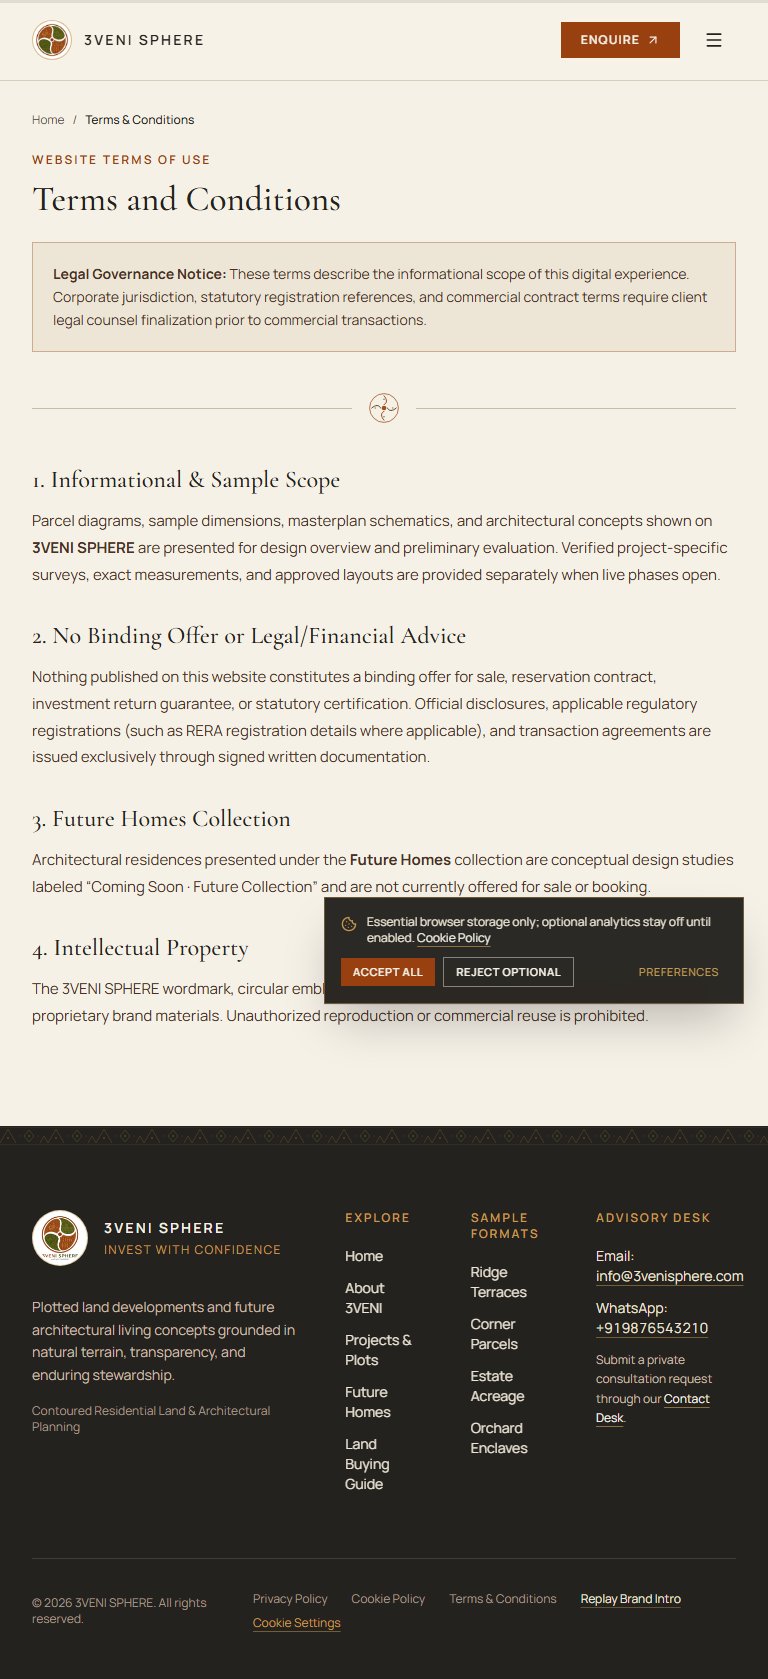 3VENI SPHERE
ENQUIRE
Home / Terms & Conditions
WEBSITE TERMS OF USE
Terms and Conditions
Legal Governance Notice: These terms describe the informational scope of this digital experience.
Corporate jurisdiction, statutory registration references, and commercial contract terms require client
legal counsel finalization prior to commercial transactions.
1. Informational & Sample Scope
Parcel diagrams, sample dimensions, masterplan schematics, and architectural concepts shown on
3VENI SPHERE are presented for design overview and preliminary evaluation. Verified project-specific
surveys, exact measurements, and approved layouts are provided separately when live phases open.
2. No Binding Offer or Legal/Financial Advice
Nothing published on this website constitutes a binding offer for sale, reservation contract,
investment return guarantee, or statutory certification. Official disclosures, applicable regulatory
registrations (such as RERA registration details where applicable), and transaction agreements are
issued exclusively through signed written documentation.
3. Future Homes Collection
Architectural residences presented under the Future Homes collection are conceptual design studies
labeled “Coming Soon · Future Collection” and are not currently offered for sale or booking.
4. Intellectual Property
The 3VENI SPHERE wordmark, circular
proprietary brand materials. Unauthorized reproduction or commercial reuse is prohibited.
Essential browser storage only; optional analytics stay off until
enabled. Cookie Policy
ACCEPT ALL
REJECT OPTIONAL
PREFERENCES
3VENI SPHERE
3VENI SPHERE
INVEST WITH CONFIDENCE
Plotted land developments and future
architectural living concepts grounded in
natural terrain, transparency, and
enduring stewardship.
Contoured Residential Land & Architectural
Planning
EXPLORE
Home
About
3VENI
Projects &
Plots
Future
Homes
Land
Buying
Guide
SAMPLE
FORMATS
Ridge
Terraces
Corner
Parcels
Estate
Acreage
Orchard
Enclaves
ADVISORY DESK
Email:
info@3venisphere.com
WhatsApp:
+919876543210
Submit a private
consultation request
through our Contact
Desk.
© 2026 3VENI SPHERE. All rights
reserved.
Privacy Policy
Cookie Policy
Terms & Conditions
Replay Brand Intro
Cookie Settings